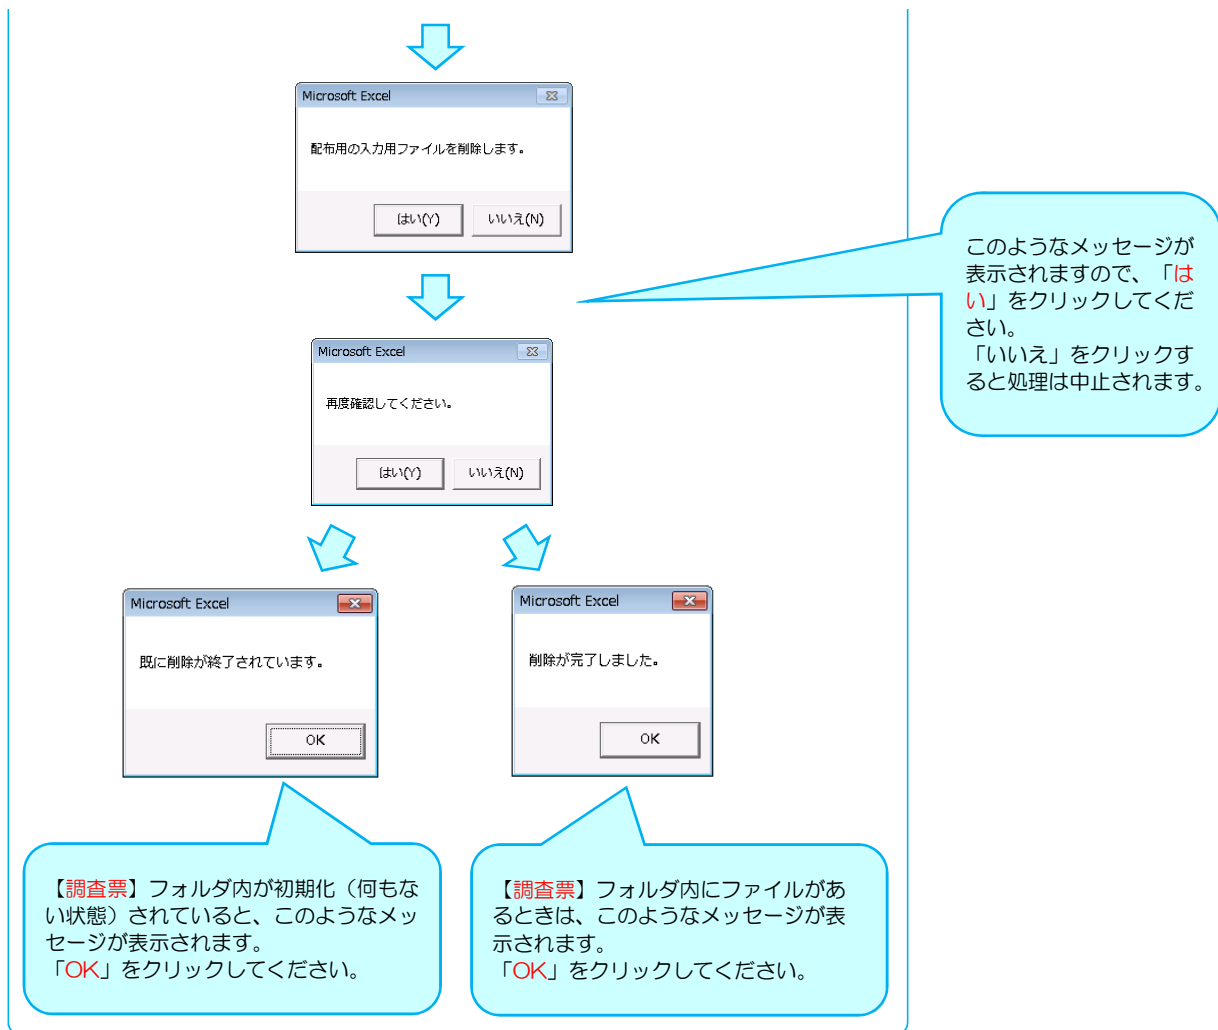 Microsoft Excel
配布用の入力用ファイルを削除します。
はい(Y)
いいえ(N)
このようなメッセージが
表示されますので、「は
い」をクリックしてくだ
さい。
「いいえ」をクリックす
ると処理は中止されます。
Microsoft Excel
再度確認してください。
はい(Y)
いいえ(N)
Microsoft Excel
既に削除が終了されています。
OK
Microsoft Excel
削除が完了しました。
OK
【調査票】フォルダ内が初期化（何もな
い状態）されていると、このようなメッ
セージが表示されます。
「OK」をクリックしてください。
【調査票】フォルダ内にファイルがあ
るときは、このようなメッセージが表
示されます。
「OK」をクリックしてください。